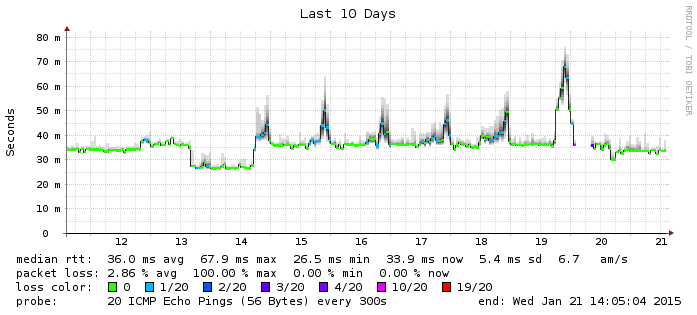 Last 10 Days
RRDTOOL / TOBI OETIKER
Seconds
80 m
70 m
60 m
50 m
40 m
30 m
20 m
10 m
0
12 13 14 15 16 17 18 19 20 21
median rtt: 36.0 ms avg 67.9 ms max 26.5 ms min 33.9 ms now 5.4 ms sd 6.7 am/s
packet loss: 2.86 % avg 100.00 % max 0.00 % min 0.00 % now
loss color: 0 1/20 2/20 3/20 4/20 10/20 19/20
probe: 20 ICMP Echo Pings (56 Bytes) every 300s end: Wed Jan 21 14:05:04 2015